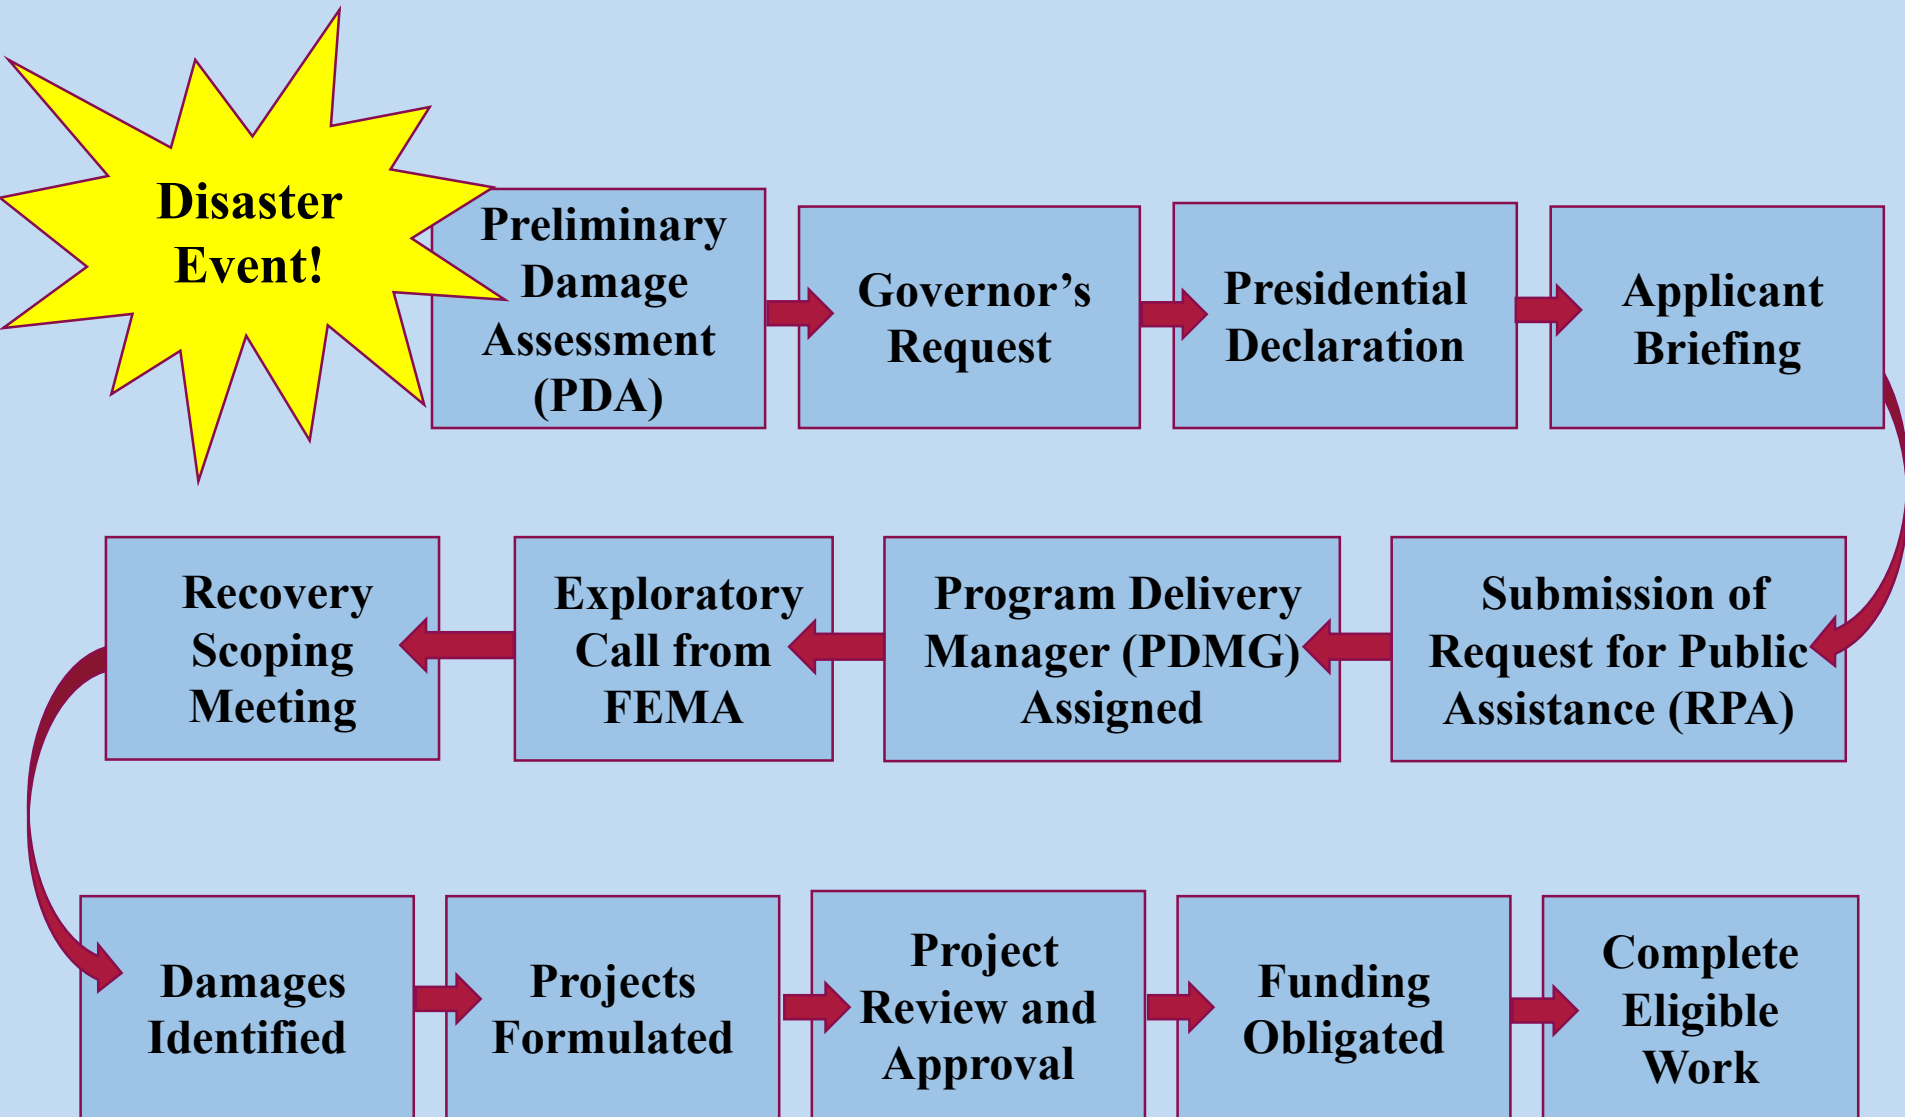 Disaster
Event!
Preliminary
Damage
Assessment
(PDA)
Governor’s
Request
Presidential
Declaration
Applicant
Briefing
Submission of
Request for Public
Assistance (RPA)
Program Delivery
Manager (PDMG)
Assigned
Exploratory
Call from
FEMA
Recovery
Scoping
Meeting
Damages
Identified
Projects
Formulated
Project
Review and
Approval
Funding
Obligated
Complete
Eligible
Work